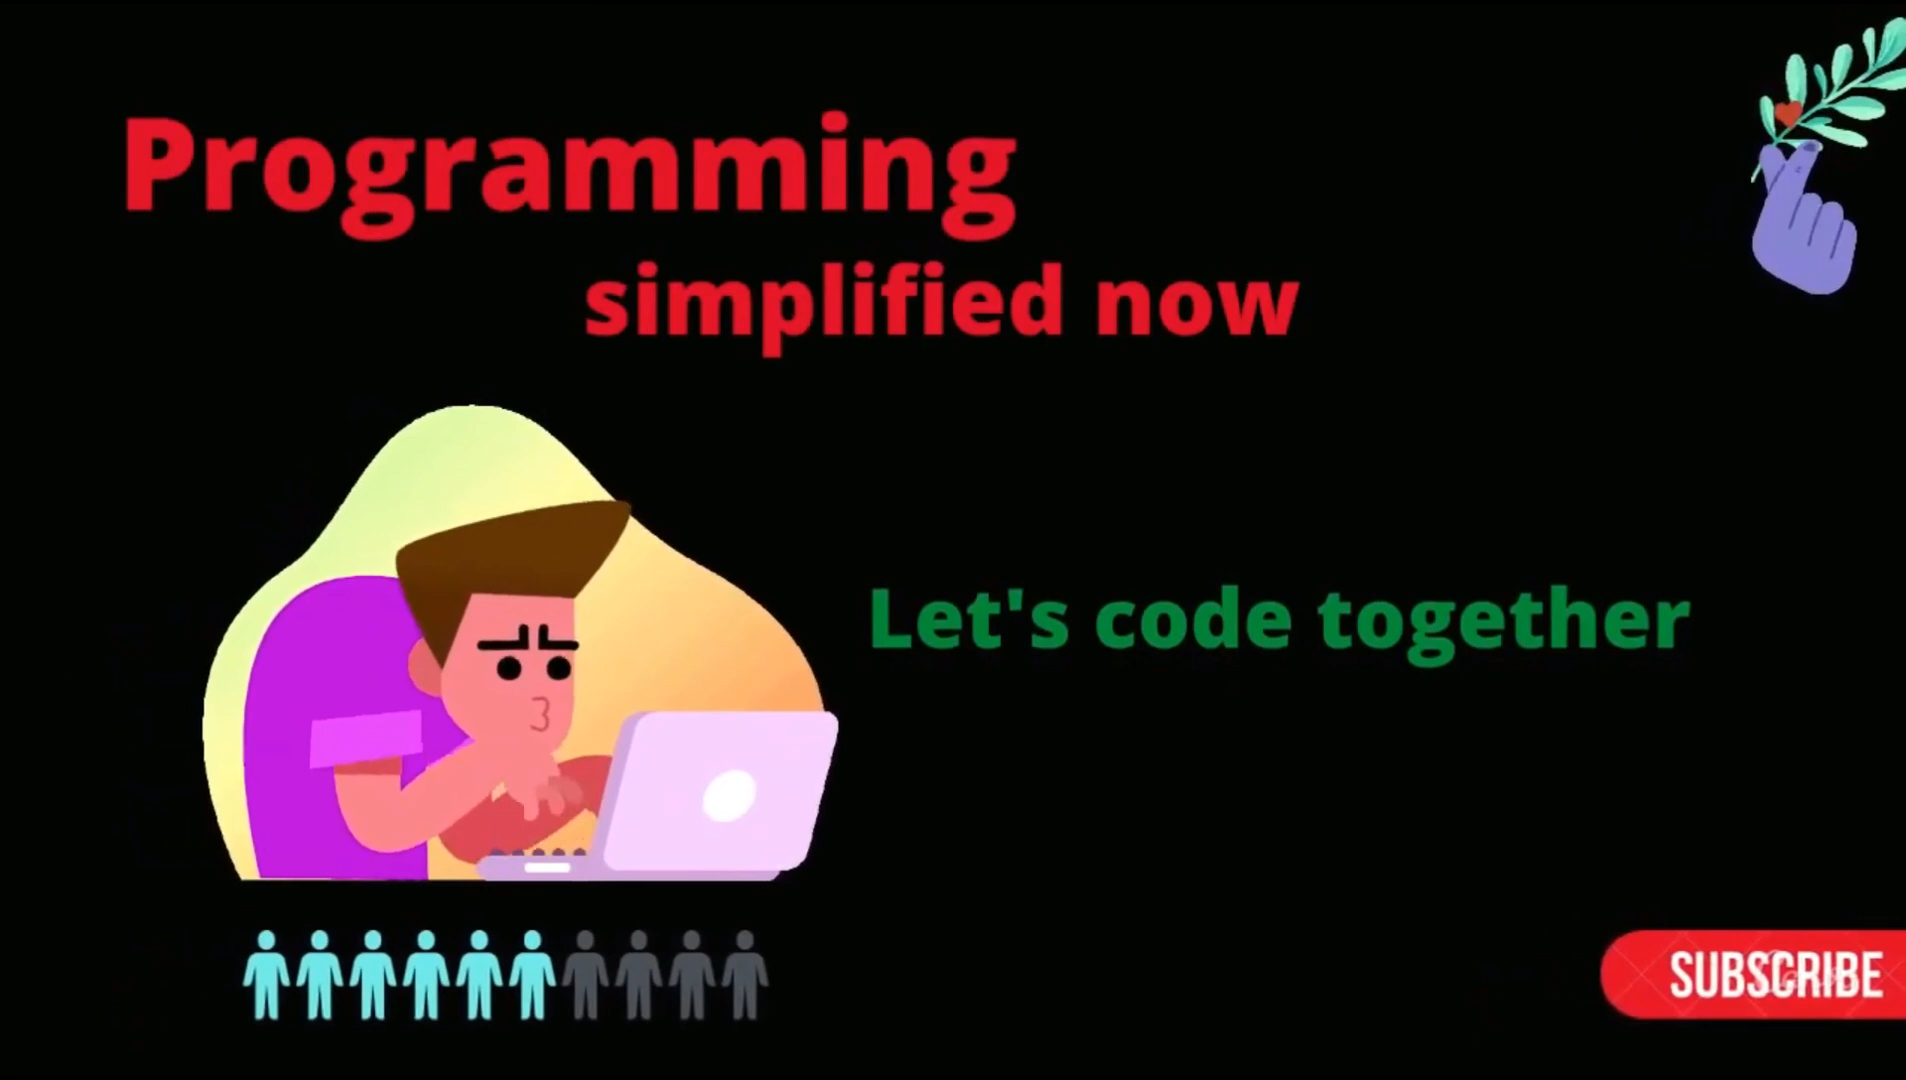 Programming
simplified now
Let's code together
SUBSCRIBE